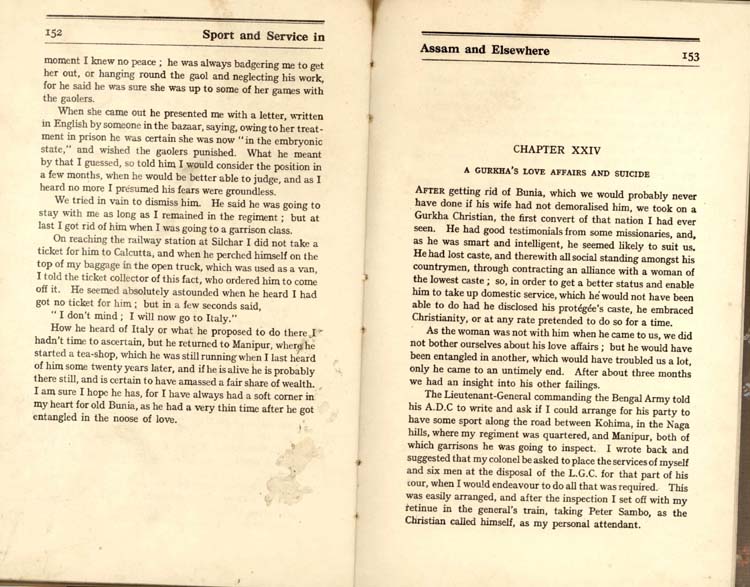 152
Sport and Service in
moment I knew no peace ; he was always badgering me to get
her out, or hanging round the gaol and neglecting his work,
for he said he was sure she was up to some of her games with
the gaolers.
When she came out he presented me with a letter, written
in English by someone in the bazaar, saying, owing to her treat-
ment in prison he was certain she was now "in the embryonic
state," and wished the gaolers punished. What he meant
by that I guessed, so told him I would consider the position in
a few months, when he would be better able to judge, and as I
heard no more I presumed his fears were groundless.
We tried in vain to dismiss him. He said he was going to
stay with me as long as I remained in the regiment ; but at
last I got rid of him when I was going to a garrison class.
On reaching the railway station at Silchar I did not take a
ticket for him to Calcutta, and when he perched himself on the
top of my baggage in the open truck, which was used as a van,
I told the ticket collector of this fact, who ordered him to come
off it. He seemed absolutely astounded when he heard I had
got no ticket for him ; but in a few seconds said,
"I don't mind ; I will now go to Italy."
How he heard of Italy or what he proposed to do there I
hadn't time to ascertain, but he returned to Manipur, where he
started a tea-shop, which he was still running when I last heard
of him some twenty years later, and if he is alive he is probably
there still, and is certain to have amassed a fair share of wealth.
I am sure I hope he has, for I have always had a soft corner in
my heart for old Bunia, as he had a very thin time after he got
entangled in the noose of love.
Assam and Elsewhere
153
CHAPTER XXIV
A GURKHA'S LOVE AFFAIRS AND SUICIDE
AFTER getting rid of Bunia, which we would probably never
have done if his wife had not demoralised him, we took on a
Gurkha Christian, the first convert of that nation I had ever
seen. He had good testimonials from some missionaries, and,
as he was smart and intelligent, he seemed likely to suit us.
He had lost caste, and therewith all social standing amongst his
countrymen, through contracting an alliance with a woman of
the lowest caste ; so, in order to get a better status and enable
him to take up domestic service, which he would not have been
able to do had he disclosed his protégée's caste, he embraced
Christianity, or at any rate pretended to do so for a time.
As the woman was not with him when he came to us, we did
not bother ourselves about his love affairs ; but he would have
been entangled in another, which would have troubled us a lot,
only he came to an untimely end. After about three months
we had an insight into his other failings.
The Lieutenant-General commanding the Bengal Army told
his A.D.C to write and ask if I could arrange for his party to
have some sport along the road between Kohima, in the Naga
hills, where my regiment was quartered, and Manipur, both of
which garrisons he was going to inspect. I wrote back and
suggested that my colonel be asked to place the services of myself
and six men at the disposal of the L.G.C. for that part of his
tour, when I would endeavour to do all that was required. This
was easily arranged, and after the inspection I set off with my
retinue in the general's train, taking Peter Sambo, as the
Christian called himself, as my personal attendant.